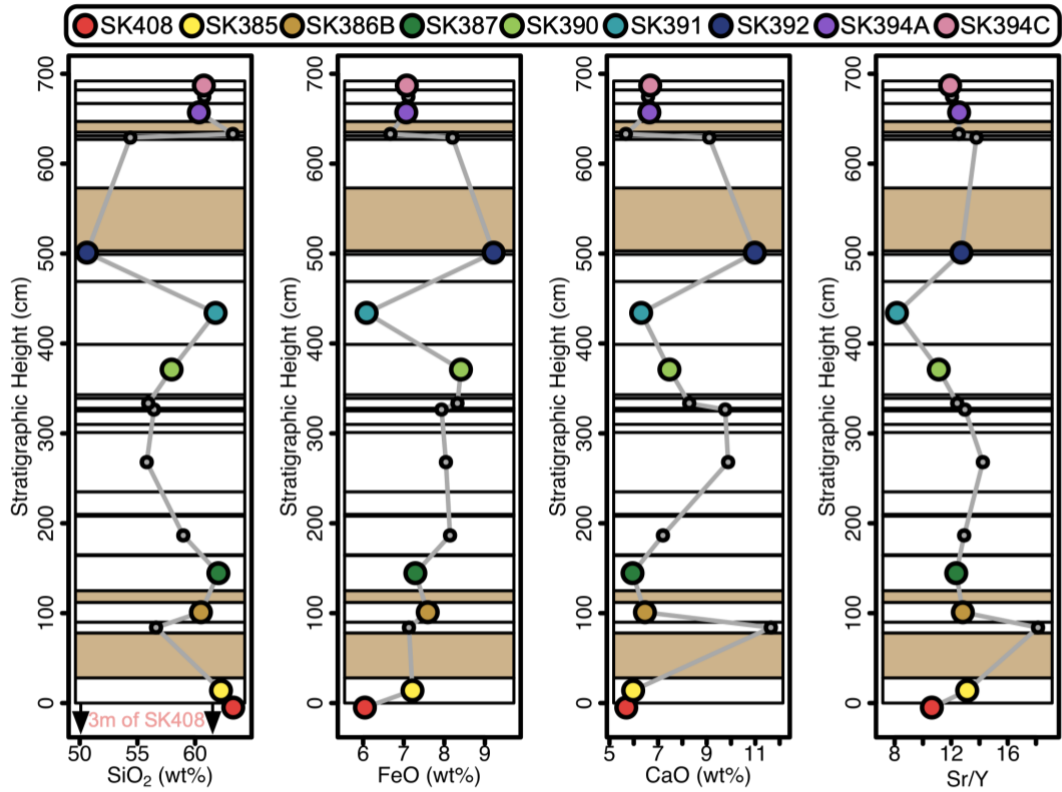 SK408 SK385 SK386B SK387 SK390 SK391 SK392 SK394A SK394C
Stratigraphic Height (cm)
700
600
500
400
300
200
100
0
3m of SK408
50 55 60
SiO₂ (wt%)
Stratigraphic Height (cm)
700
600
500
400
300
200
100
0
6 7 8 9
FeO (wt%)
Stratigraphic Height (cm)
700
600
500
400
300
200
100
0
5 7 9 11
CaO (wt%)
Stratigraphic Height (cm)
700
600
500
400
300
200
100
0
8 12 16
Sr/Y